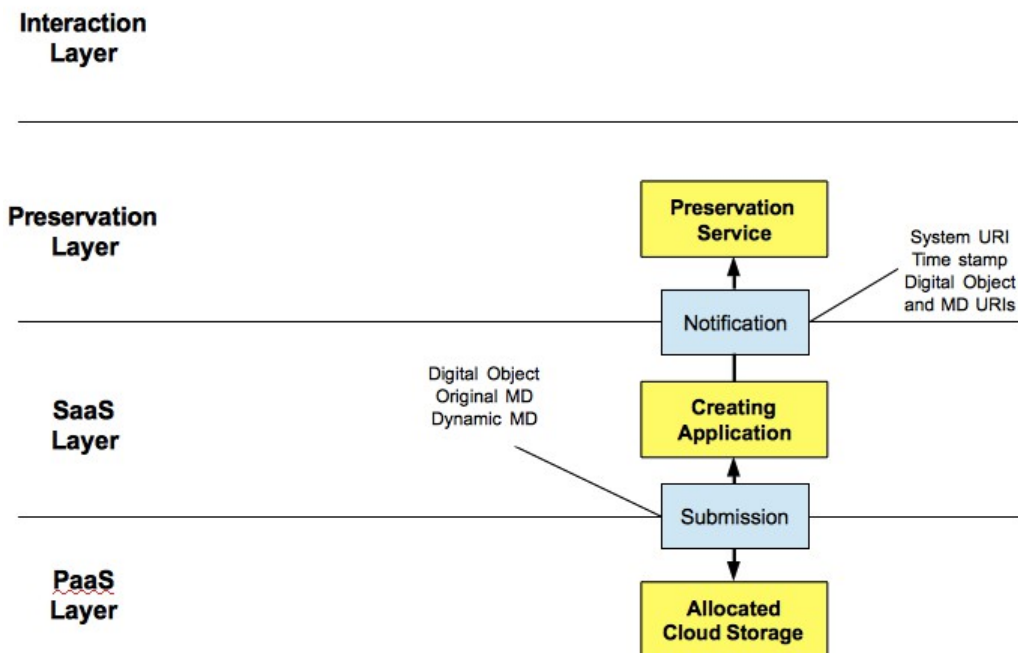 Interaction
Layer
Preservation
Layer
Preservation
Service
System URI
Time stamp
Digital Object
and MD URIs
Notification
Digital Object
Original MD
Dynamic MD
SaaS
Layer
Creating
Application
Submission
PaaS
Layer
Allocated
Cloud Storage